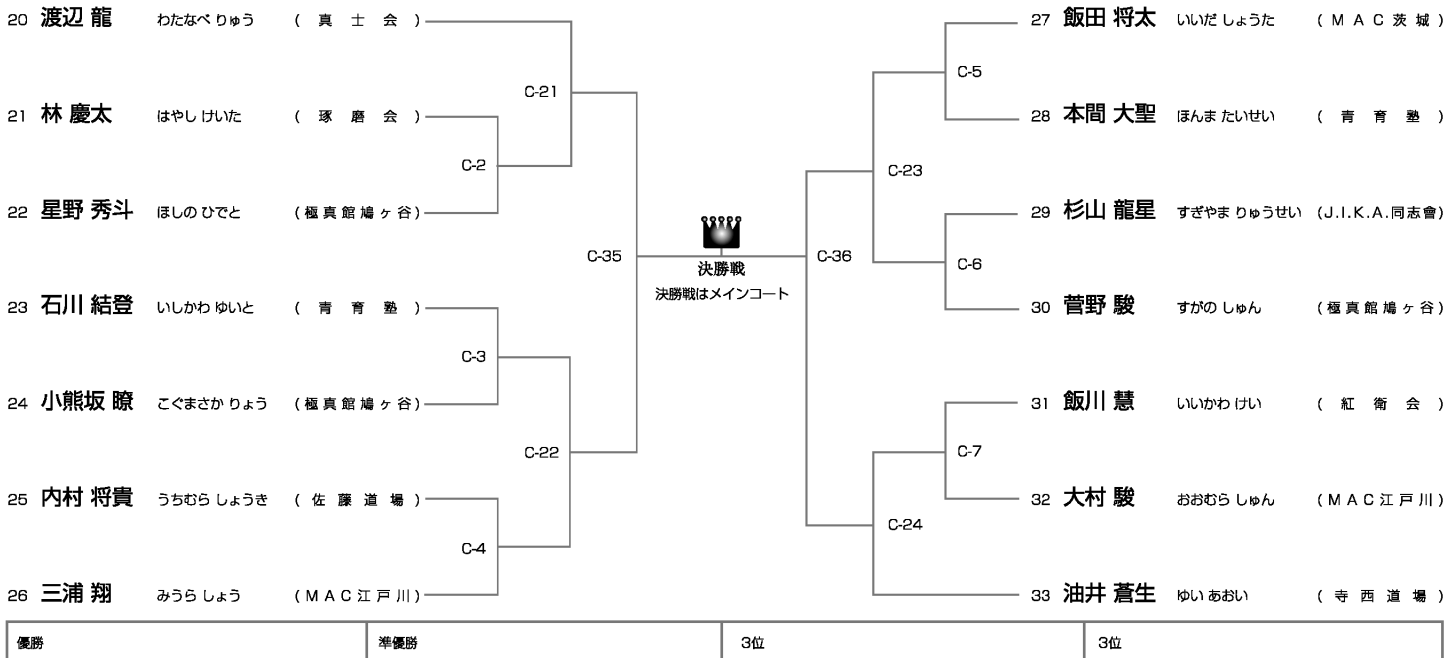 20 渡辺 龍 わたなべ りゅう (真士会)
21 林 慶太 はやし けいた (琢磨会)
22 星野 秀斗 ほしの ひでと (極真館鳩ヶ谷)
23 石川 結登 いしかわ ゆいと (青育塾)
24 小熊坂 瞭 こぐまさか りょう (極真館鳩ヶ谷)
25 内村 将貴 うちむら しょうき (佐藤道場)
26 三浦 翔 みうら しょう (MAC江戸川)
C-21
C-2
C-35
C-3
C-22
C-4
決勝戦
決勝戦はメインコート
27 飯田 将太 いいだ しょうた (MAC茨城)
28 本間 大聖 ほんま たいせい (青育塾)
29 杉山 龍星 すぎやま りゅうせい (J.I.K.A.同志會)
30 菅野 駿 すがの しゅん (極真館鳩ヶ谷)
31 飯川 慧 いいかわ けい (紅衛会)
32 大村 駿 おおむら しゅん (MAC江戸川)
33 油井 蒼生 ゆい あおい (寺西道場)
C-5
C-23
C-36
C-6
C-7
C-24
優勝
準優勝
3位
3位